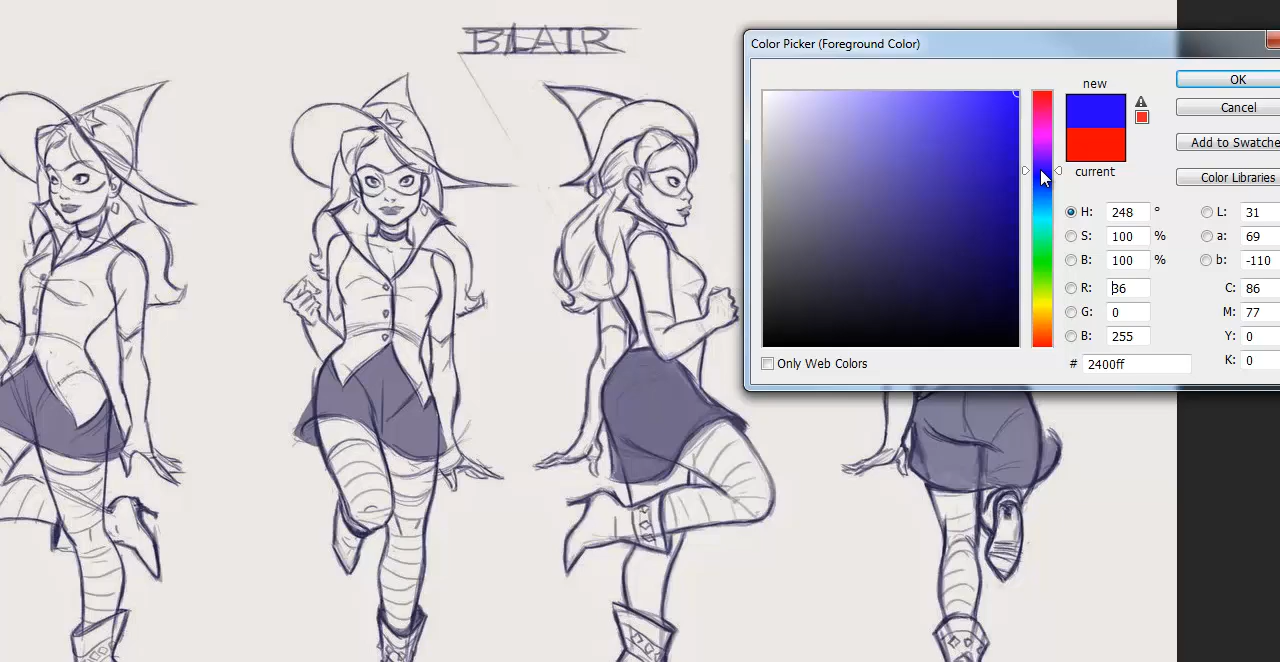 BLAIR
Color Picker (Foreground Color)
new
OK
Cancel
Add to Swatche
current
Color Libraries
H: 248 °
L: 31
S: 100 %
a: 69
B: 100 %
b: -110
R: 36
C: 86
G: 0
M: 77
B: 255
Y: 0
Only Web Colors
# 2400ff
K: 0